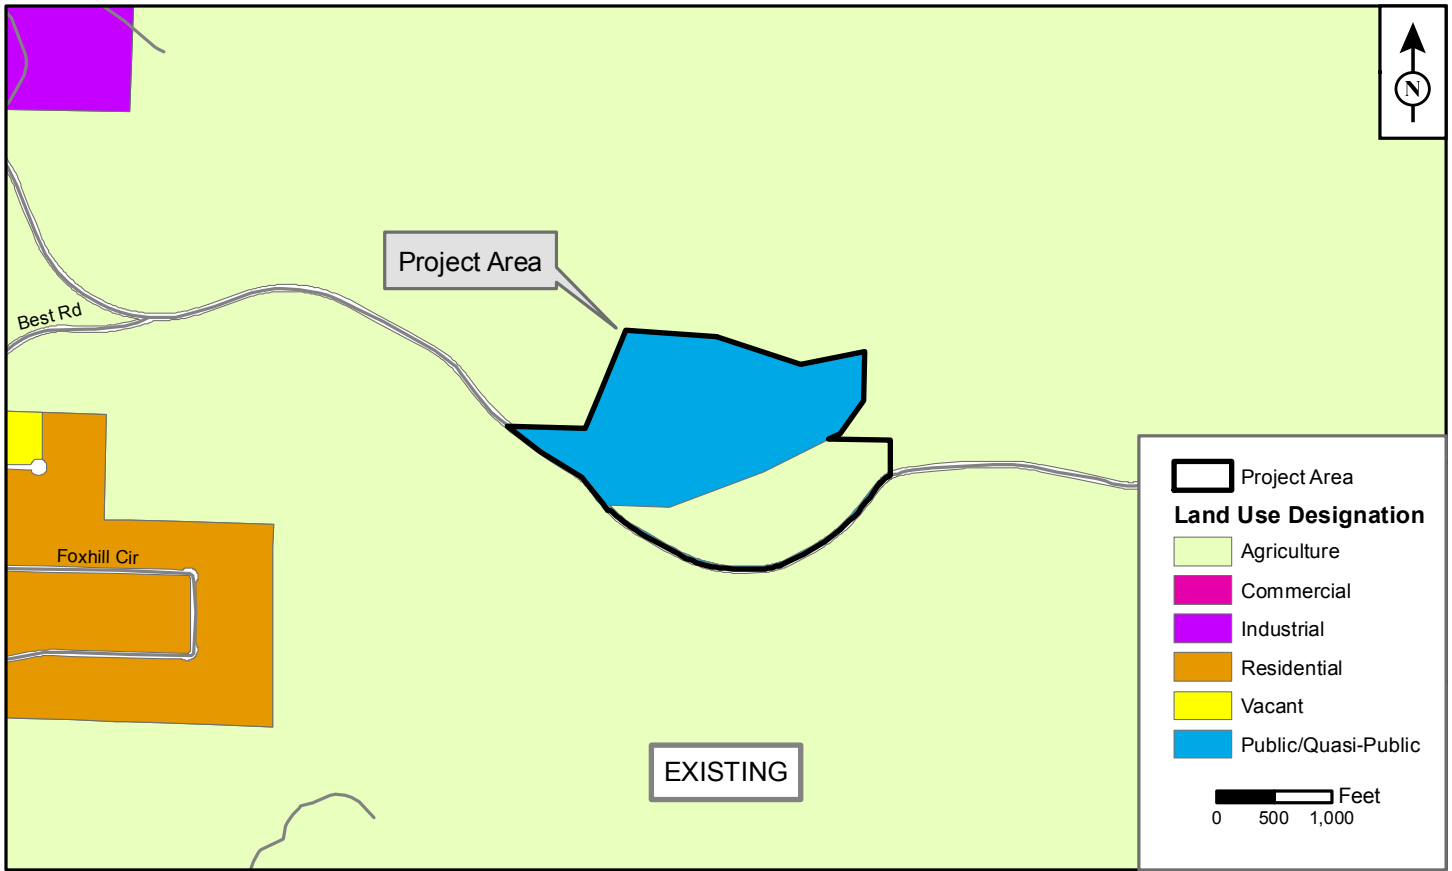 N
Project Area
Best Rd
Foxhill Cir
EXISTING
Project Area
Land Use Designation
Agriculture
Commercial
Industrial
Residential
Vacant
Public/Quasi-Public
Feet
0 500 1,000